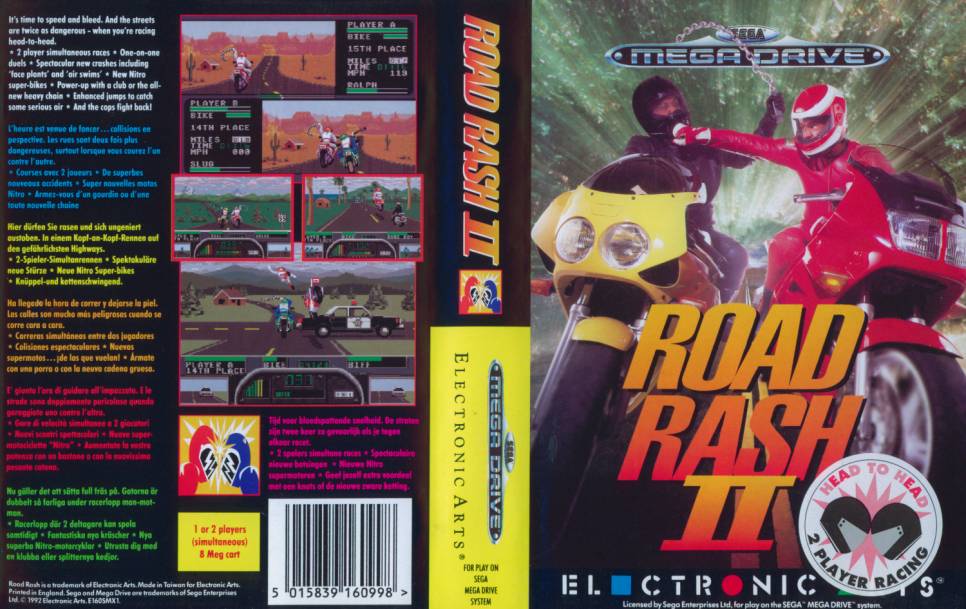 It's time to speed and bleed. And the streets
are twice as dangerous - when you're racing
head-to-head.
• 2 player simultaneous races • One-on-one
duels • Spectacular new crashes including
'face plants' and 'air swims' • New Nitro
super-bikes • Power-up with a club or the all-
new heavy chain • Enhanced jumps to catch
some serious air • And the cops fight back!
L'heure est venue de foncer...collisions en
perspective. Les rues sont deux fois plus
dangereuses, surtout lorsque vous courez l'un
contre l'autre.
• Courses avec 2 joueurs • De superbes
nouveaux accidents • Super nouvelles motos
Nitro • Armez-vous d'un gourdin ou d'une
toute nouvelle chaine
Hier dürfen Sie rasen und sich ungeniert
austoben. In einem Kopf-an-Kopf-Rennen auf
den gefährlichsten Highways.
• 2-Spieler-Simultanrennen • Spektakuläre
neue Stürze • Neue Nitro Super-bikes
• Knüppel-und kettenschwingend.
Ha llegado la hora de correr y dejarse la piel.
Las calles son mucho más peligrosas cuando se
corre cara a cara.
• Carreras simultáneas entre dos jugadores
• Colisiones espectaculares • Nuevas
supermotos...¡de las que vuelan! • Ármate
con una porra o con la nueva cadena gruesa.
E' giunta l'ora di guidare all'impazzata. E le
strade sono doppiamente pericolose quando
gareggiate uno contro l'altro.
• Gare di velocità simultanee a 2 giocatori
• Nuovi scontri spettacolari • Nuove super-
motociclette "Nitro" • Aumentate la vostra
potenza con un bastone o con la nuovissima
pesante catena.
Nu gäller det att sätta full fräs på. Gatorna är
dubbelt så farliga under racerlopp man-mot-
man.
• Racerlopp där 2 deltagare kan spela
samtidigt • Fantastiska nya kräscher • Nya
superba Nitro-motorcyklar • Utrusta dig med
en klubba eller splitternya kedjor.
Road Rash is a trademark of Electronic Arts. Made in Taiwan for Electronic Arts.
Printed in England. Sega and Mega Drive are trademarks of Sega Enterprises
Ltd. © 1992 Electronic Arts. E160SMX1.
PLAYER A
BIKE
15TH PLACE
MILES
TIME
MPH 119
RALPH
PLAYER B
BIKE
14TH PLACE
MILES
TIME
MPH 000
SLUG
PLAYER A
14TH PLACE
BIKE
BIFF
Tijd voor bloedspattende snelheid. De straten
zijn twee keer zo gevaarlijk als je tegen
elkaar racet.
• 2 spelers simultane races • Spectaculaire
nieuwe botsingen • Nieuwe Nitro
supermotoren • Geef jezelf extra voordeel
met een knots of de nieuwe zware ketting.
1 or 2 players
(simultaneous)
8 Meg cart
5 015839 160998 >
ROAD RASH II
ELECTRONIC ARTS®
SEGA
MEGA DRIVE
FOR PLAY ON
SEGA
MEGA DRIVE
SYSTEM
SEGA
MEGA DRIVE
ROAD
RASH
II
HEAD TO HEAD
2 PLAYER RACING
ELECTRONIC ARTS®
Licensed by Sega Enterprises Ltd. for play on the SEGA™ MEGA DRIVE™ system.